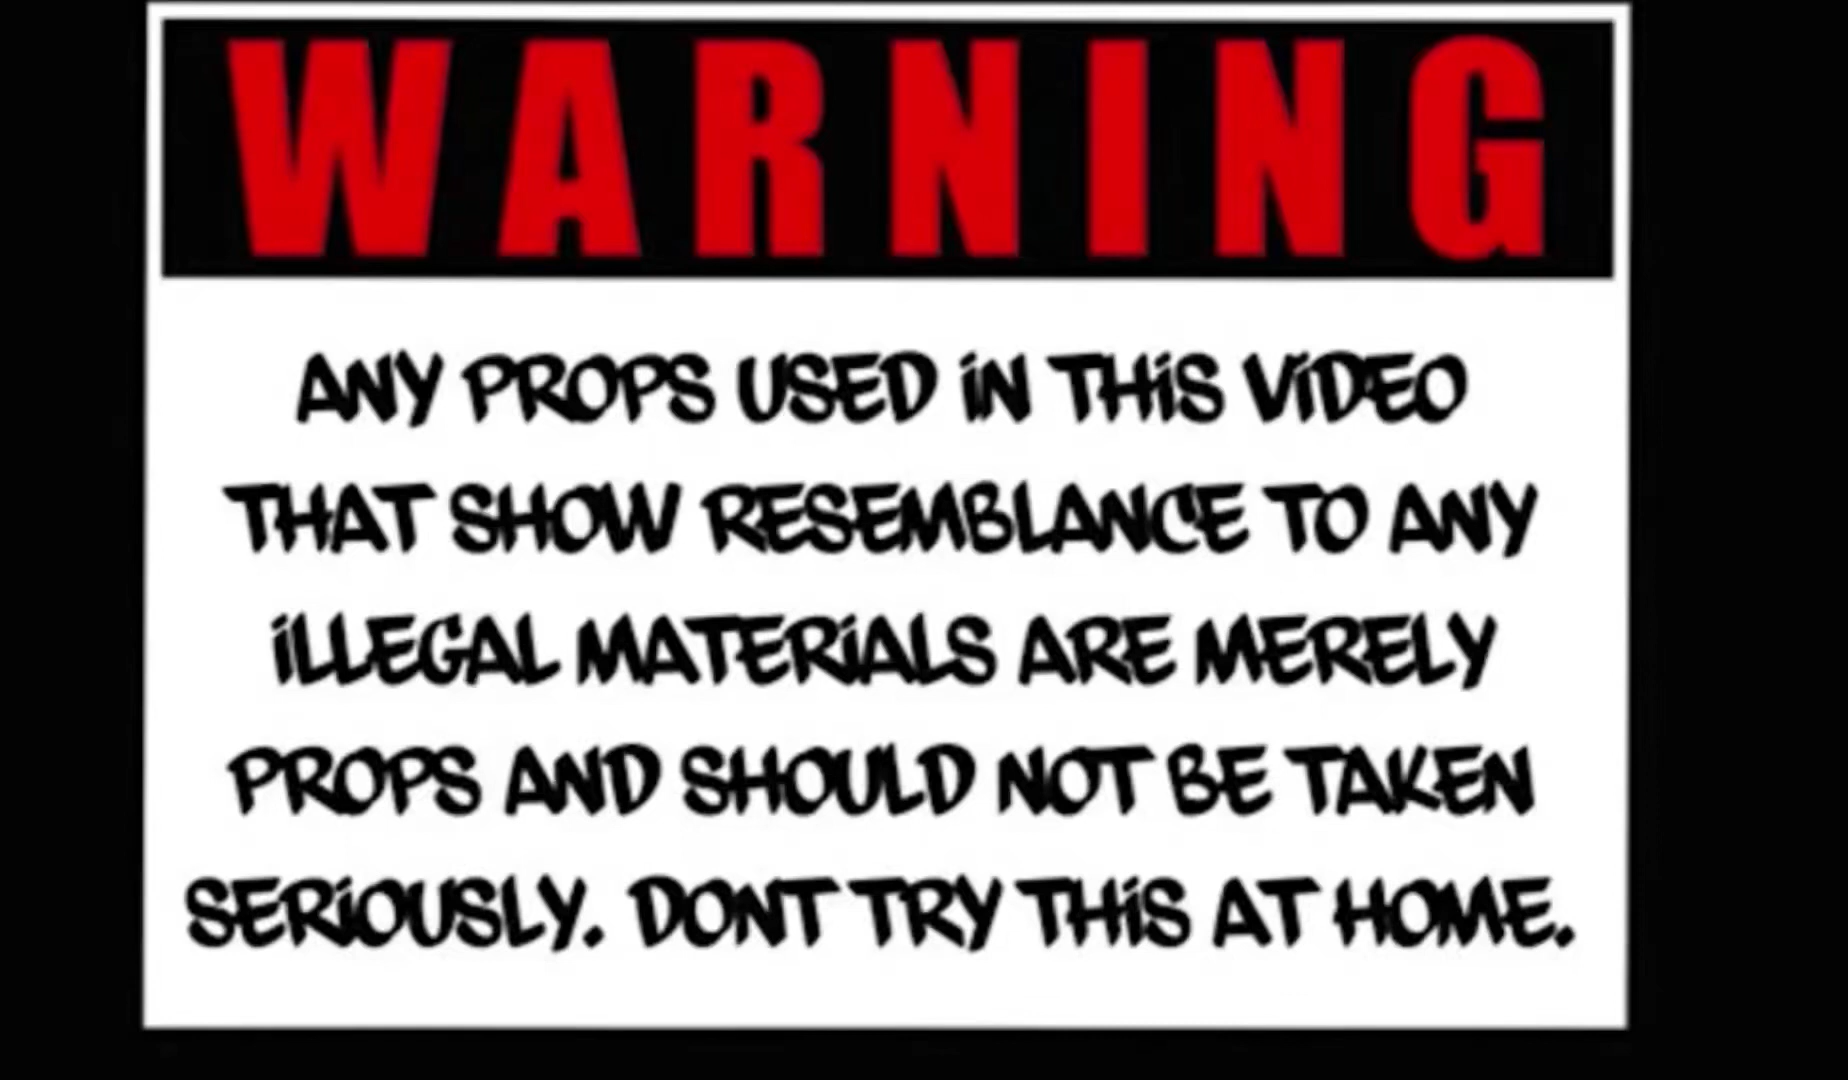 WARNING
ANY PROPS USED iN THiS ViDEO
THAT SHOW RESEMBLANCE TO ANY
iLLEGAL MATERiALS ARE MERELY
PROPS AND SHOULD NOT BE TAKEN
SERiOUSLY. DONT TRY THiS AT HOME.